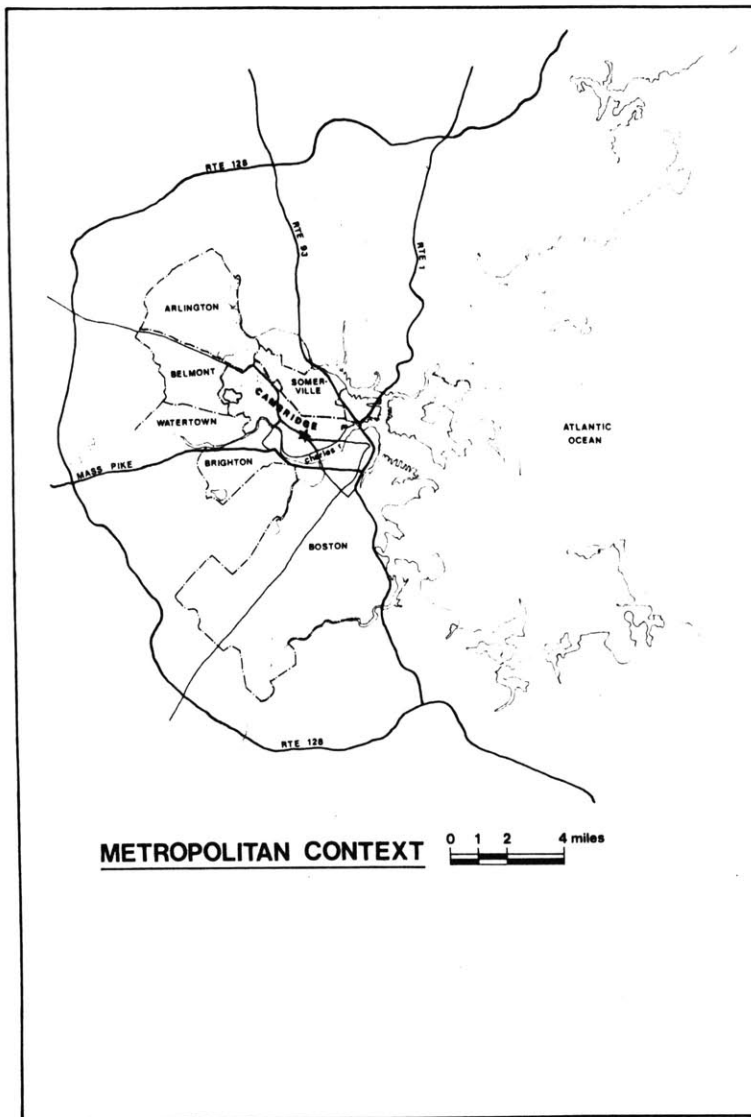 RTE 128
RTE 93
RTE 1
ARLINGTON
BELMONT
SOMER-
VILLE
CAMBRIDGE
WATERTOWN
ATLANTIC
OCEAN
Charles r.
BRIGHTON
MASS PIKE
BOSTON
RTE 128
METROPOLITAN CONTEXT
0 1 2 4 miles